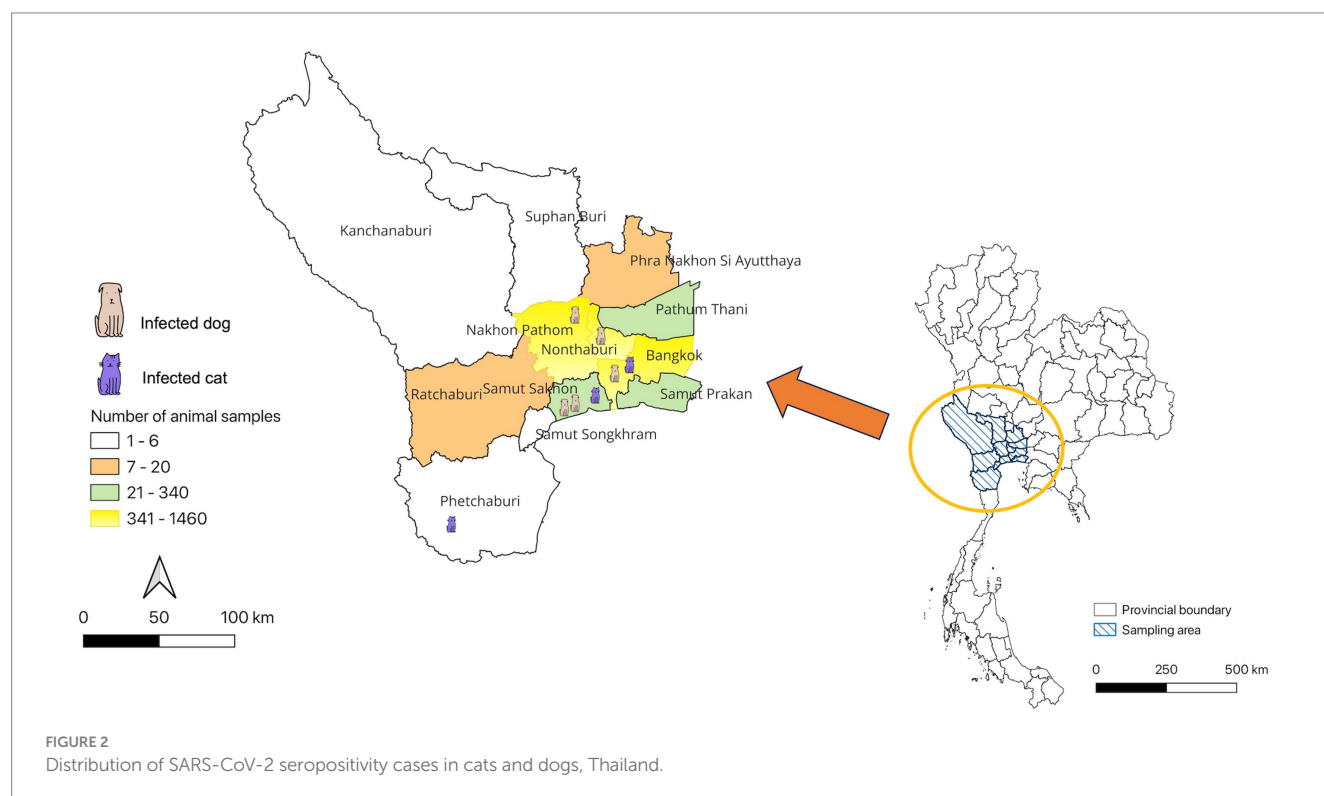 Kanchanaburi
Suphan Buri
Phra Nakhon Si Ayutthaya
Pathum Thani
Nakhon Pathom
Nonthaburi
Bangkok
Ratchaburi
Samut Sakhon
Samut Prakan
Samut Songkhram
Phetchaburi
Infected dog
Infected cat
Number of animal samples
1 - 6
7 - 20
21 - 340
341 - 1460
0 50 100 km
Provincial boundary
Sampling area
0 250 500 km
FIGURE 2
Distribution of SARS-CoV-2 seropositivity cases in cats and dogs, Thailand.